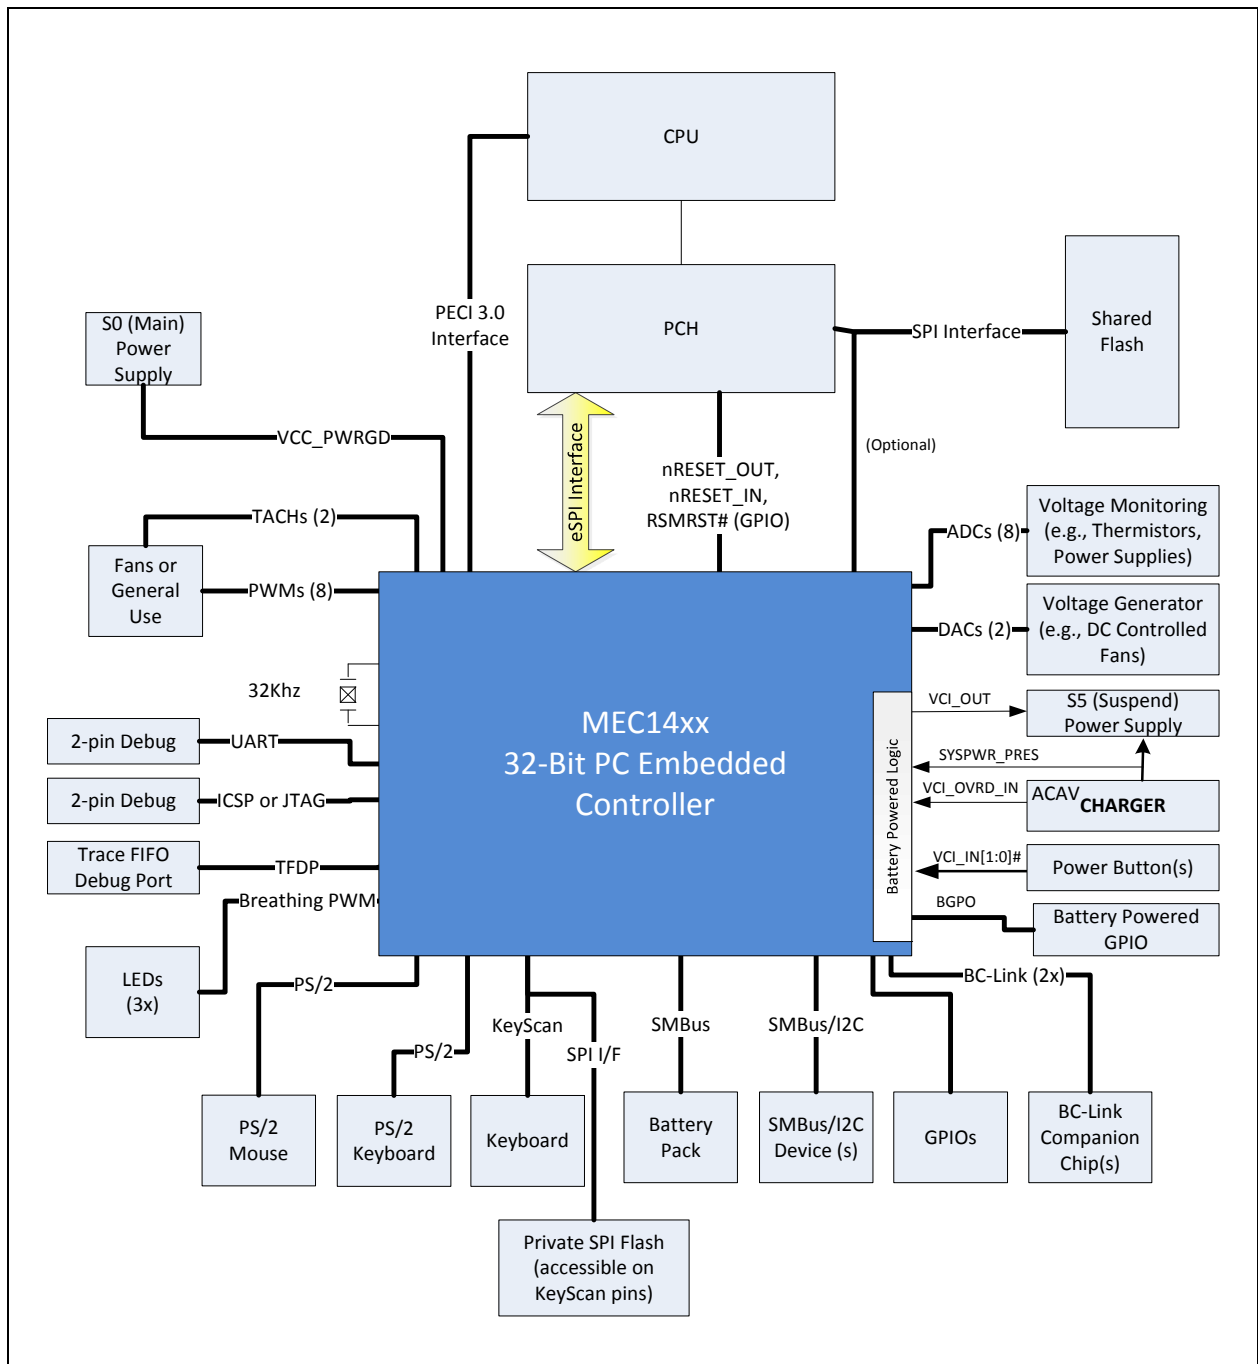 CPU
PCH
PECI 3.0
Interface
S0 (Main)
Power
Supply
SPI Interface
Shared
Flash
VCC_PWRGD
(Optional)
eSPI Interface
nRESET_OUT,
nRESET_IN,
RSMRST# (GPIO)
TACHs (2)
Fans or
General
Use
PWMs (8)
ADCs (8)
Voltage Monitoring
(e.g., Thermistors,
Power Supplies)
DACs (2)
Voltage Generator
(e.g., DC Controlled
Fans)
32Khz
MEC14xx
32-Bit PC Embedded
Controller
Battery Powered Logic
VCI_OUT
S5 (Suspend)
Power Supply
SYSPWR_PRES
VCI_OVRD_IN
ACAV
CHARGER
VCI_IN[1:0]#
Power Button(s)
BGPO
Battery Powered
GPIO
2-pin Debug
UART
2-pin Debug
ICSP or JTAG
Trace FIFO
Debug Port
TFDP
Breathing PWM
LEDs
(3x)
PS/2
PS/2
KeyScan
SPI I/F
SMBus
SMBus/I2C
BC-Link (2x)
PS/2
Mouse
PS/2
Keyboard
Keyboard
Battery
Pack
SMBus/I2C
Device (s)
GPIOs
BC-Link
Companion
Chip(s)
Private SPI Flash
(accessible on
KeyScan pins)